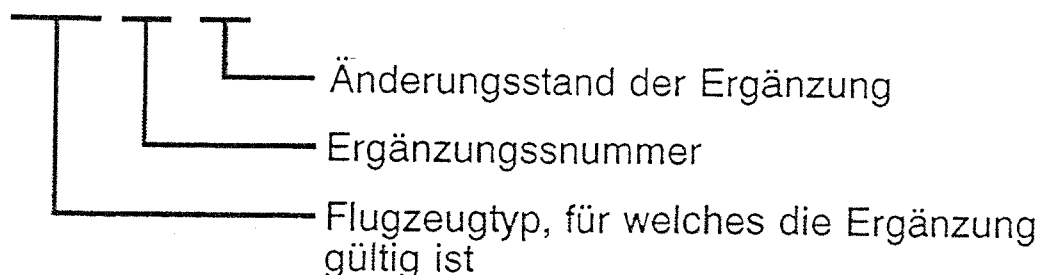 Änderungsstand der Ergänzung
Ergänzungssnummer
Flugzeugtyp, für welches die Ergänzung
gültig ist